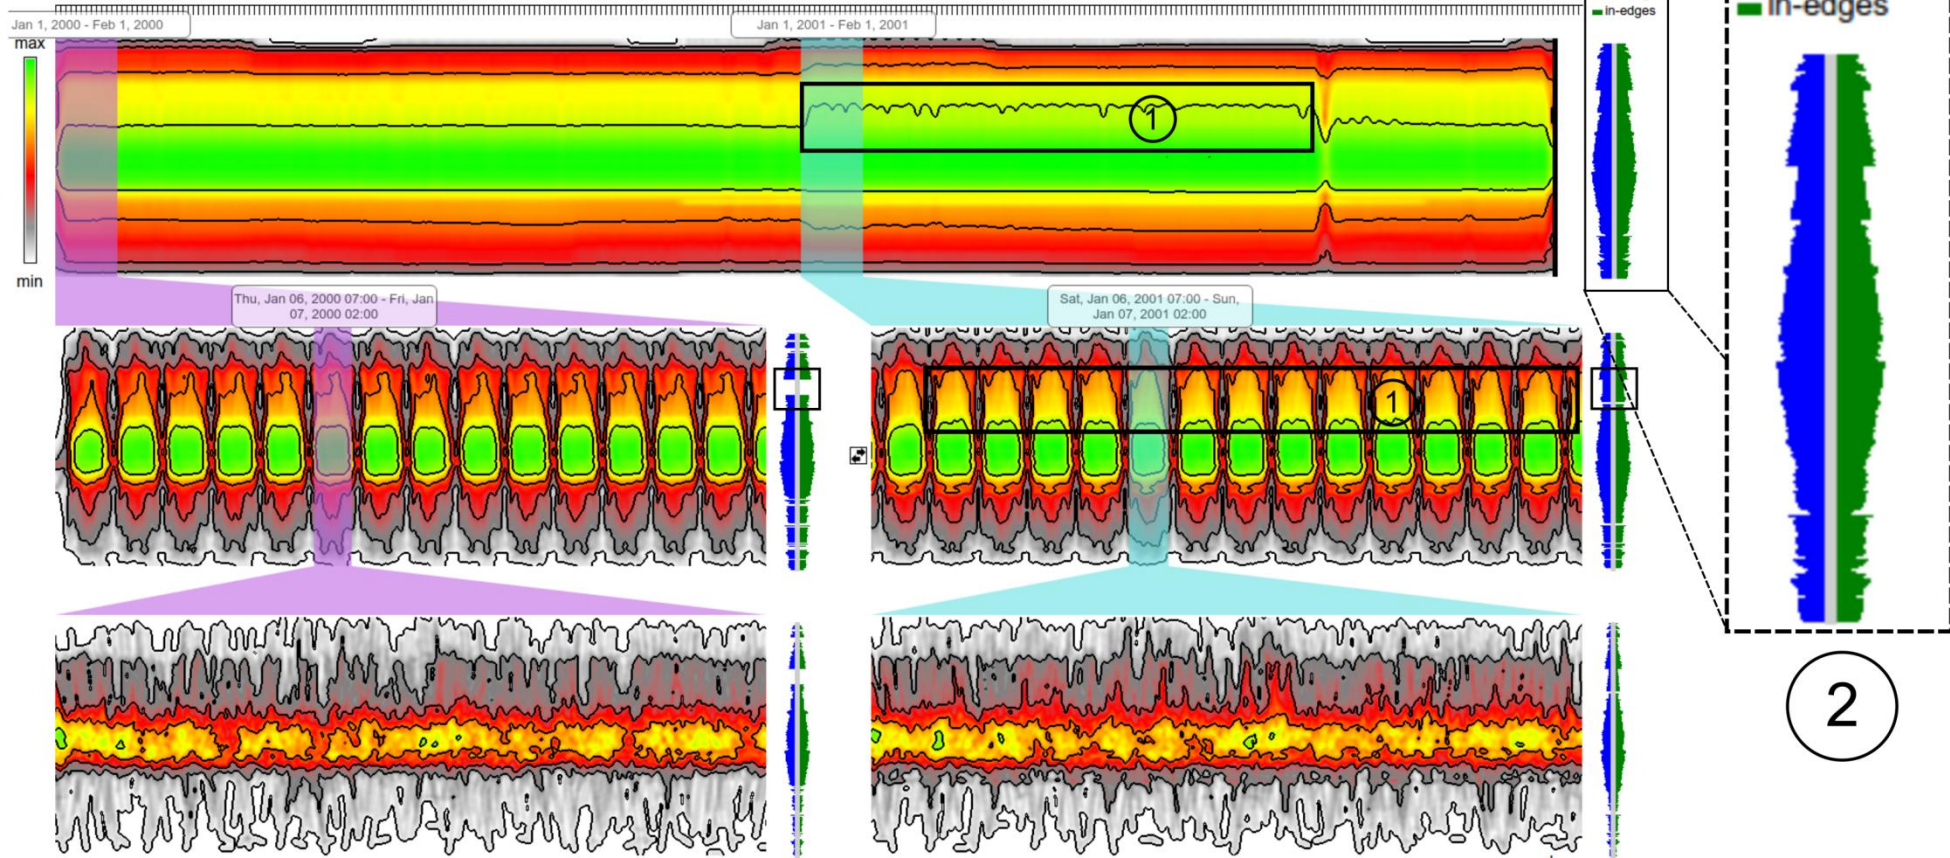 Jan 1, 2000 - Feb 1, 2000
Jan 1, 2001 - Feb 1, 2001
in-edges
in-edges
max
1
min
Thu, Jan 06, 2000 07:00 - Fri, Jan
07, 2000 02:00
Sat, Jan 06, 2001 07:00 - Sun,
Jan 07, 2001 02:00
1
2